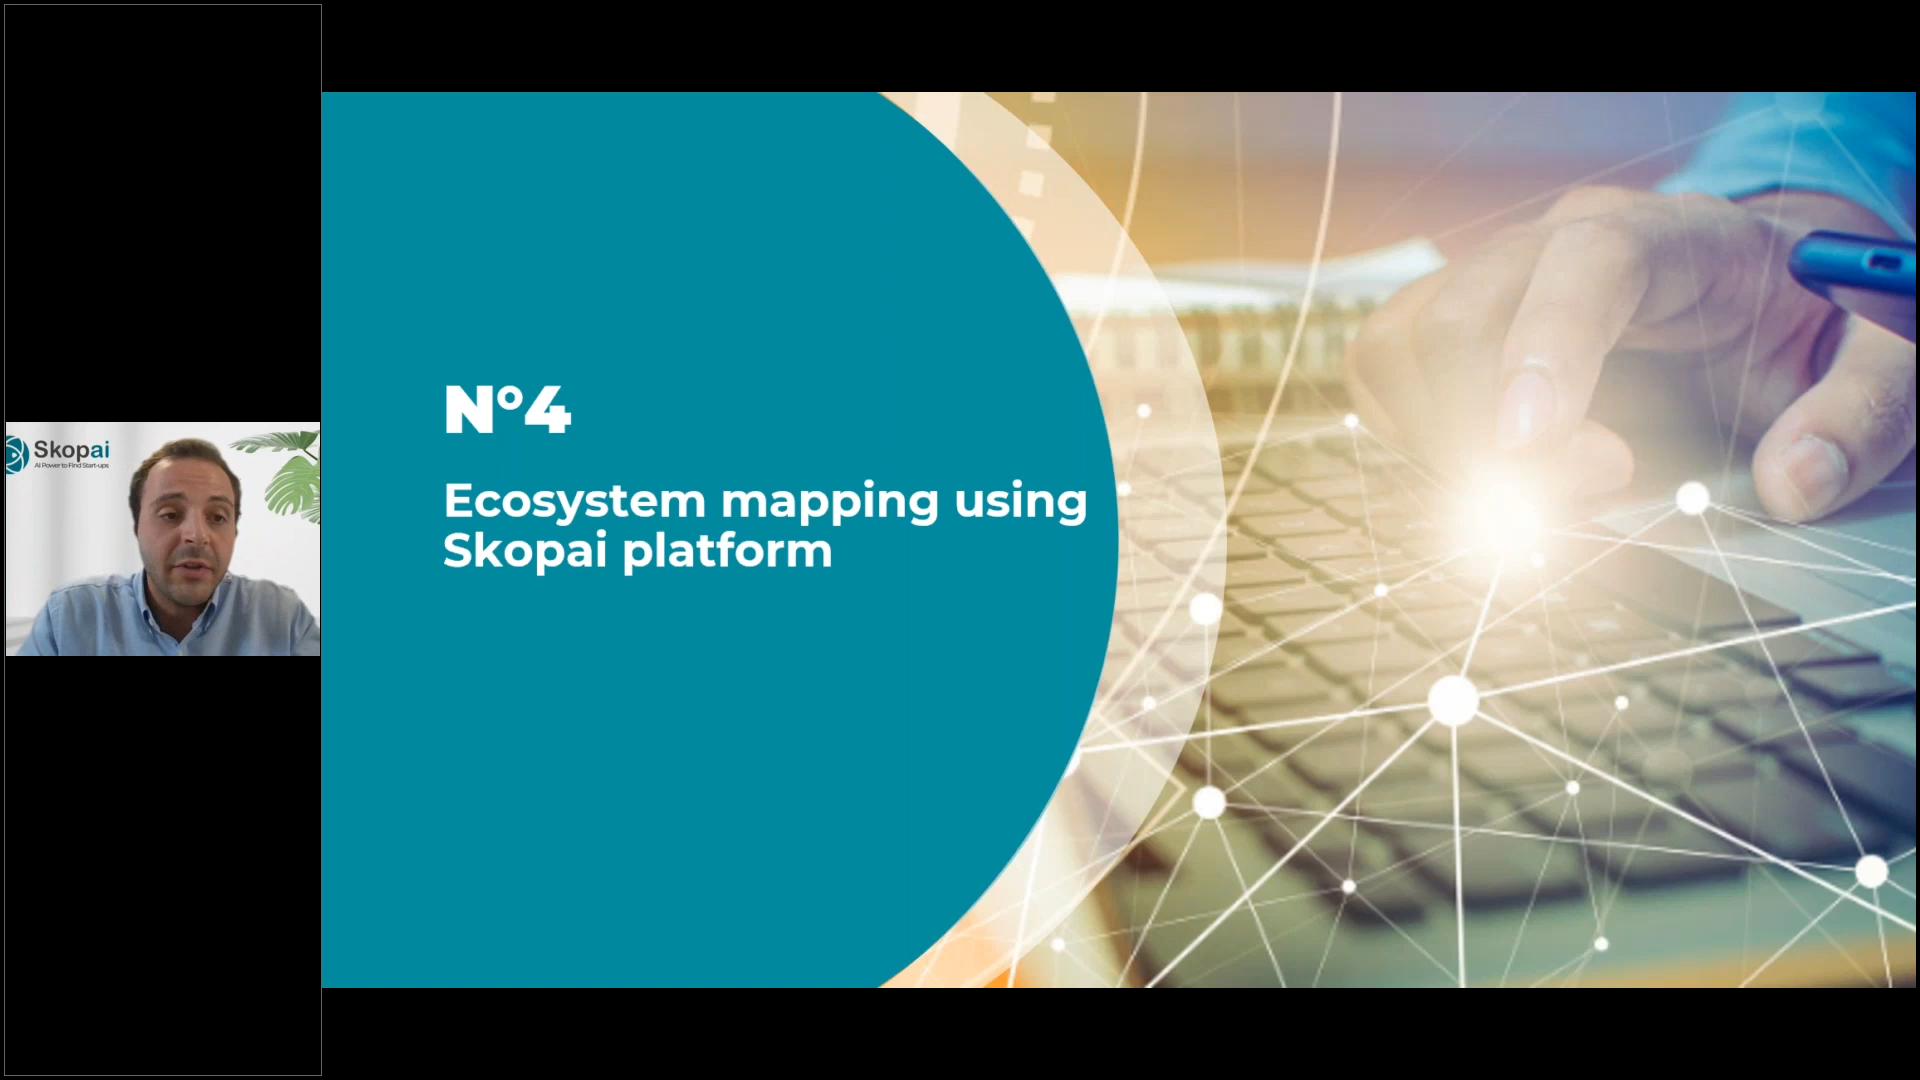 Skopai
AI Power to Find Start-ups
N°4
Ecosystem mapping using
Skopai platform